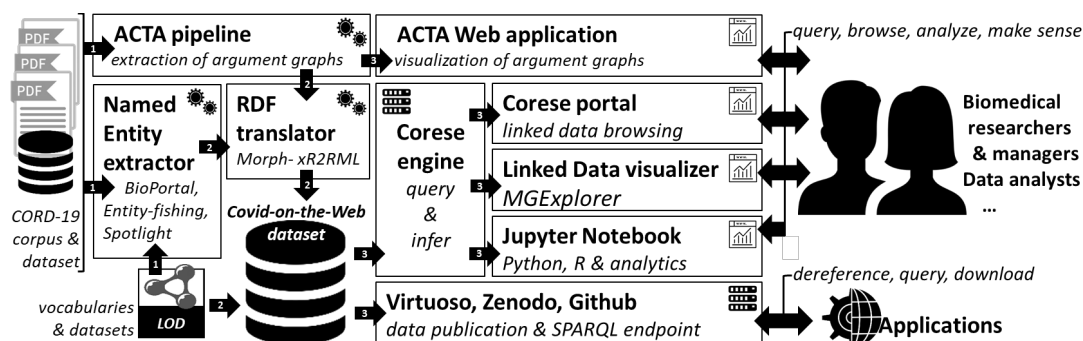 PDF
PDF
PDF
CORD-19
corpus &
dataset
1
ACTA pipeline
extraction of argument graphs
3
ACTA Web application
visualization of argument graphs
2
1
Named
Entity
extractor
BioPortal,
Entity-fishing,
Spotlight
2
RDF
translator
Morph- xR2RML
2
Covid-on-the-Web
dataset
1
vocabularies
& datasets
LOD
2
3
Corese
engine
query
&
infer
3
Corese portal
linked data browsing
3
Linked Data visualizer
MGExplorer
3
Jupyter Notebook
Python, R & analytics
3
Virtuoso, Zenodo, Github
data publication & SPARQL endpoint
query, browse, analyze, make sense
Biomedical
researchers
& managers
Data analysts
...
dereference, query, download
Applications